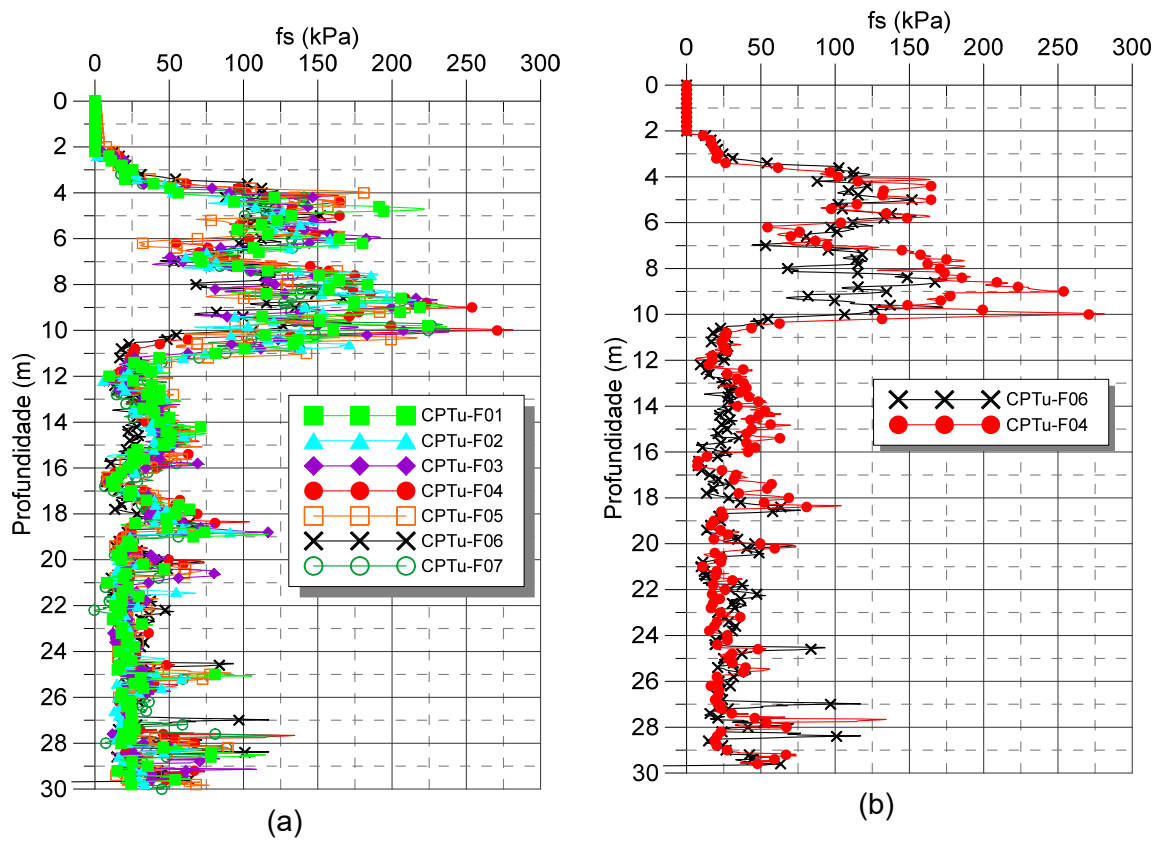 fs (kPa)
0 50 100 150 200 250 300
Profundidade (m)
0
2
4
6
8
10
12
14
16
18
20
22
24
26
28
30
CPTu-F01
CPTu-F02
CPTu-F03
CPTu-F04
CPTu-F05
CPTu-F06
CPTu-F07
(a)
fs (kPa)
0 50 100 150 200 250 300
Profundidade (m)
0
2
4
6
8
10
12
14
16
18
20
22
24
26
28
30
CPTu-F06
CPTu-F04
(b)